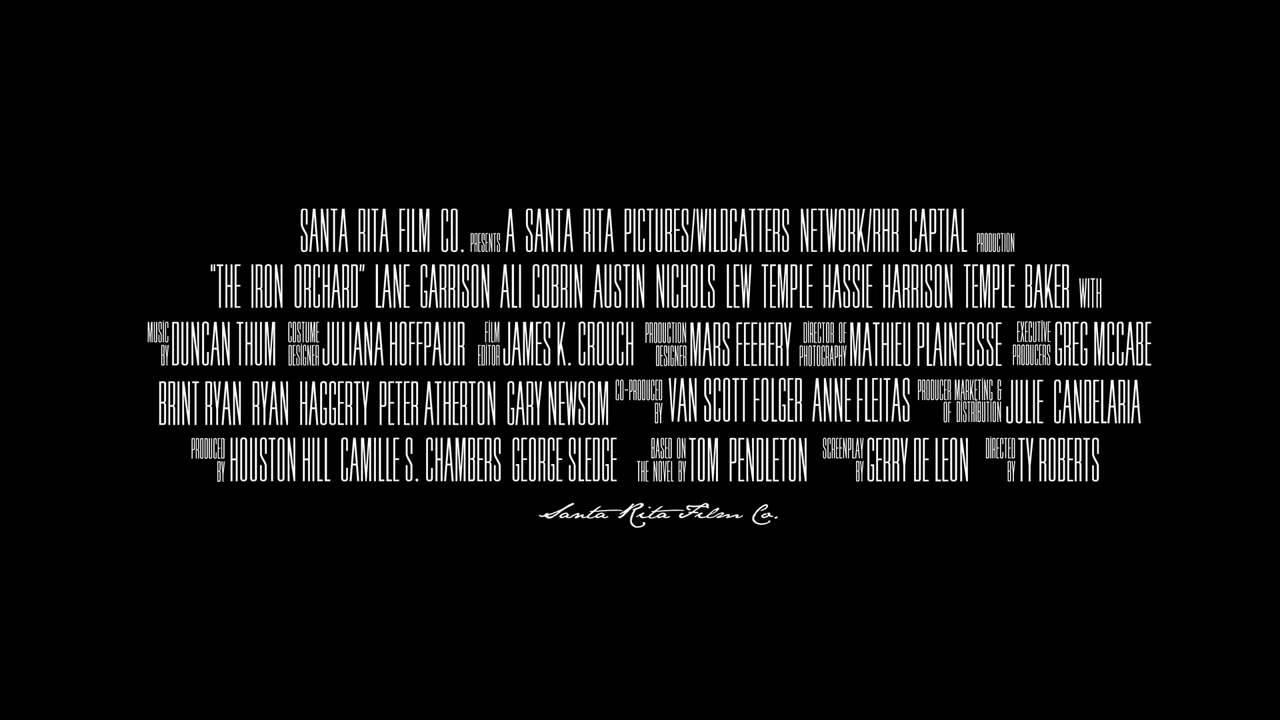 SANTA RITA FILM CO. PRESENTS A SANTA RITA PICTURES/WILDCATTERS NETWORK/RHR CAPTIAL PRODUCTION
"THE IRON ORCHARD" LANE GARRISON ALI COBRIN AUSTIN NICHOLS LEW TEMPLE HASSIE HARRISON TEMPLE BAKER WITH
MUSIC BY DUNCAN THUM COSTUME DESIGNER JULIANA HOFFPAUIR FILM EDITOR JAMES K. CROUCH PRODUCTION DESIGNER MARS FEEHERY DIRECTOR OF PHOTOGRAPHY MATHIEU PLAINFOSSE EXECUTIVE PRODUCERS GREG MCCABE
BRINT RYAN RYAN HAGGERTY PETER ATHERTON GARY NEWSOM CO-PRODUCED BY VAN SCOTT FOLGER ANNE FLEITAS PRODUCER MARKETING & OF DISTRIBUTION JULIE CANDELARIA
PRODUCED BY HOUSTON HILL CAMILLE S. CHAMBERS GEORGE SLEDGE BASED ON THE NOVEL BY TOM PENDLETON SCREENPLAY BY GERRY DE LEON DIRECTED BY TY ROBERTS
Santa Rita Film Co.